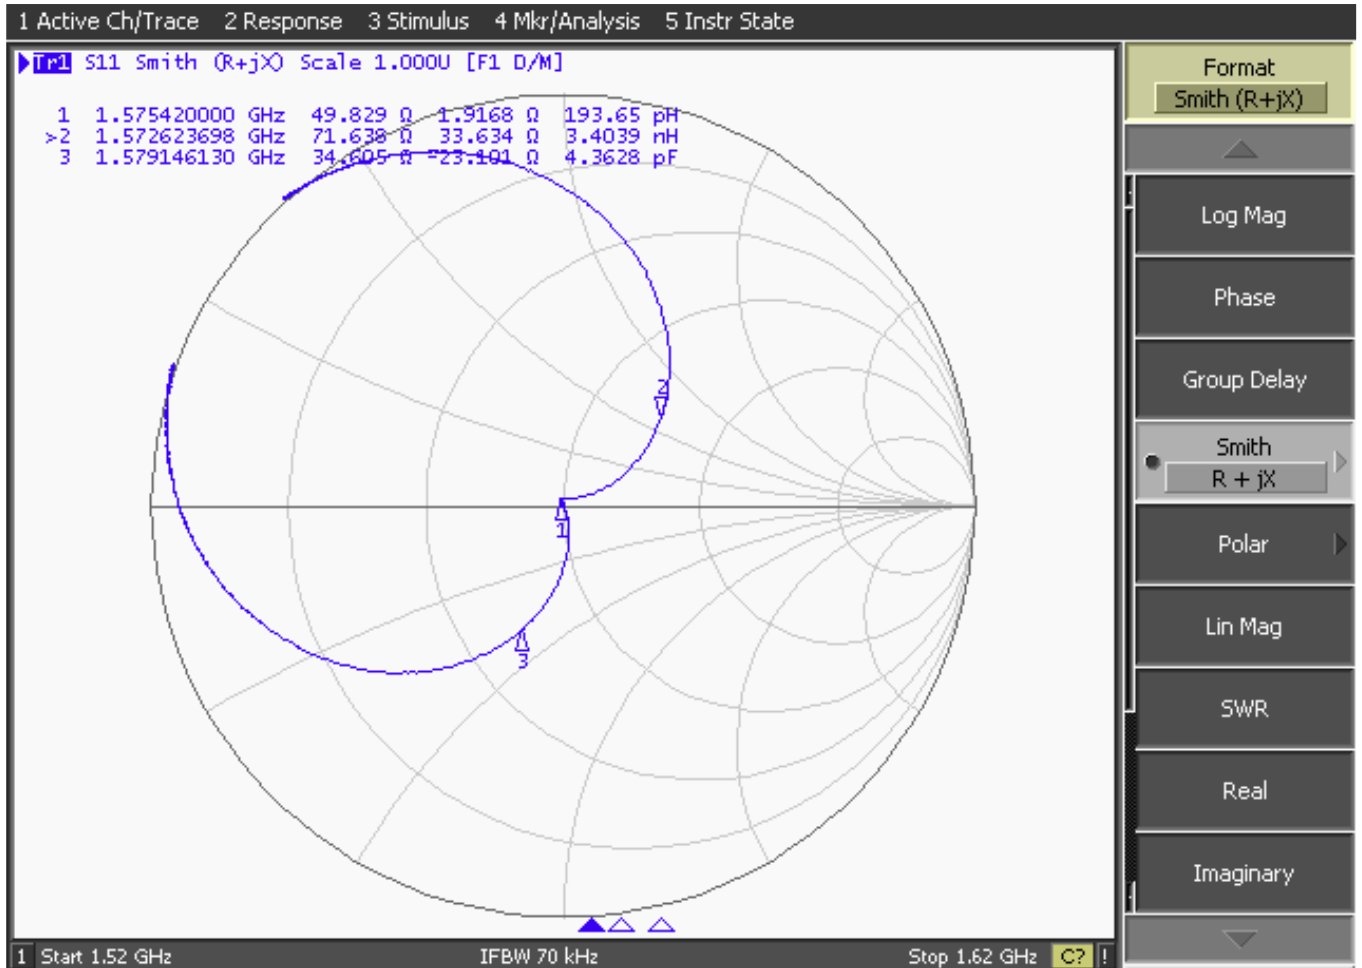 1 Active Ch/Trace 2 Response 3 Stimulus 4 Mkr/Analysis 5 Instr State
Tr1 S11 Smith (R+jX) Scale 1.000U [F1 D/M]
1 1.575420000 GHz 49.829 Ω 1.9168 Ω 193.65 pH
>2 1.572623698 GHz 71.638 Ω 33.634 Ω 3.4039 nH
3 1.579146130 GHz 34.605 Ω -23.101 Ω 4.3628 pF
2
1
3
1 Start 1.52 GHz IFBW 70 kHz Stop 1.62 GHz C? !
Format
Smith (R+jX)
Log Mag
Phase
Group Delay
Smith
R + jX
Polar
Lin Mag
SWR
Real
Imaginary